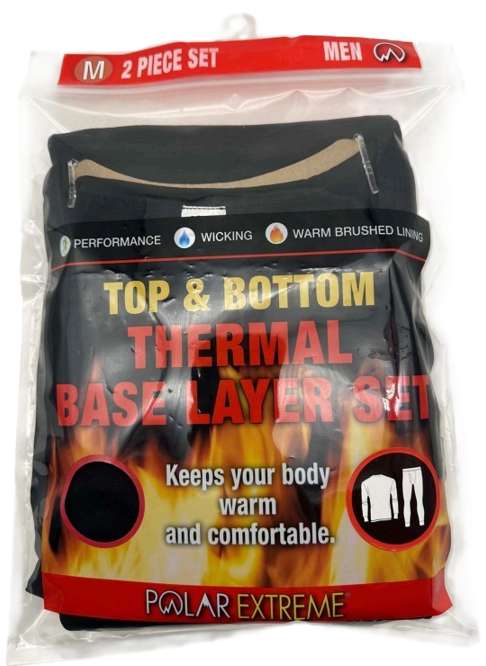 M 2 PIECE SET MEN
PERFORMANCE WICKING WARM BRUSHED LINING
TOP & BOTTOM
THERMAL
BASE LAYER SET
Keeps your body
warm
and comfortable.
POLAR EXTREME